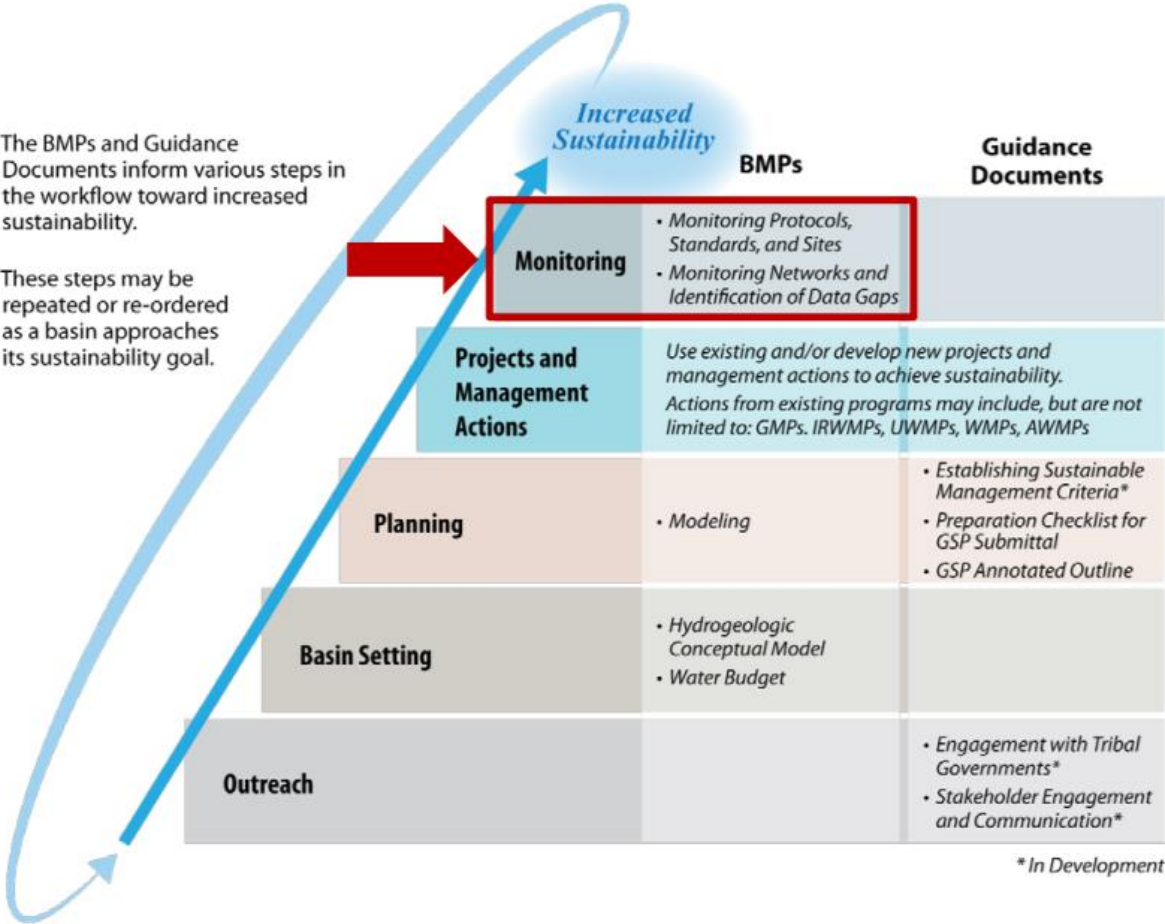 Increased
Sustainability
The BMPs and Guidance
Documents inform various steps in
the workflow toward increased
sustainability.
These steps may be
repeated or re-ordered
as a basin approaches
its sustainability goal.
BMPs
Guidance
Documents
Monitoring
• Monitoring Protocols,
Standards, and Sites
• Monitoring Networks and
Identification of Data Gaps
Projects and
Management
Actions
Use existing and/or develop new projects and
management actions to achieve sustainability.
Actions from existing programs may include, but are not
limited to: GMPs. IRWMPs, UWMPs, WMPs, AWMPs
Planning
• Modeling
• Establishing Sustainable
Management Criteria*
• Preparation Checklist for
GSP Submittal
• GSP Annotated Outline
Basin Setting
• Hydrogeologic
Conceptual Model
• Water Budget
Outreach
• Engagement with Tribal
Governments*
• Stakeholder Engagement
and Communication*
* In Development